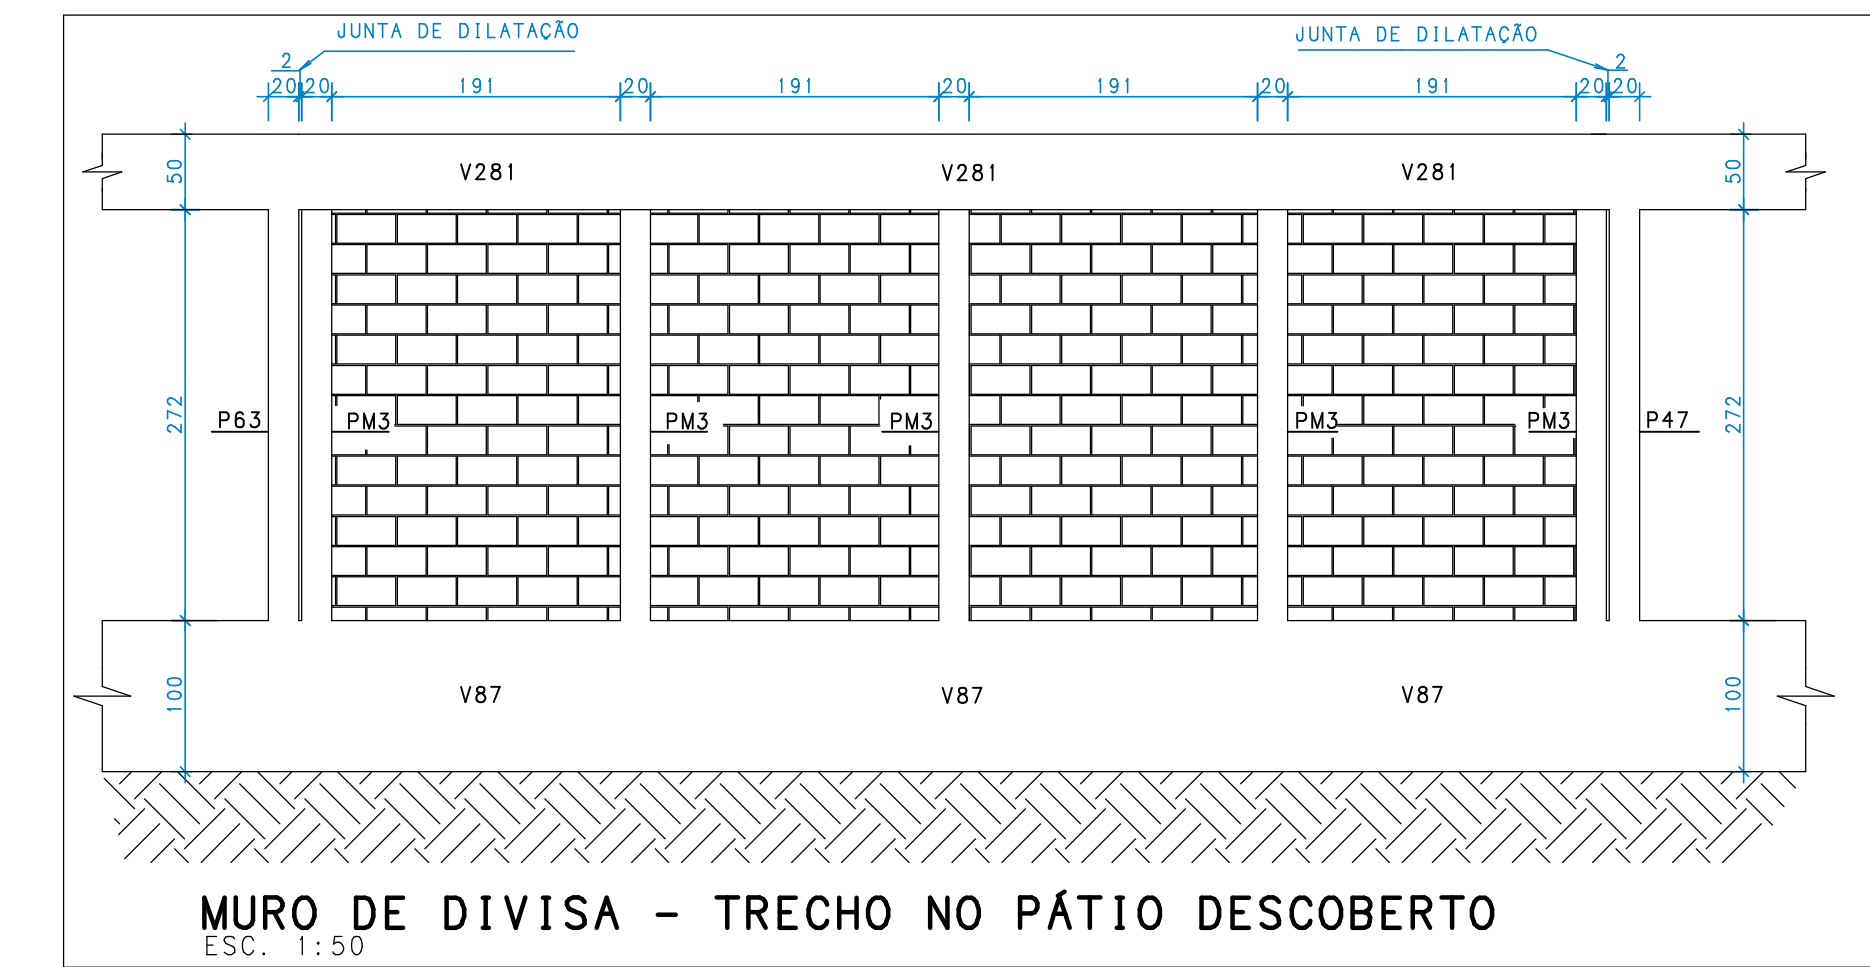 JUNTA DE DILATAÇÃO JUNTA DE DILATAÇÃO
2 2
20 20 191 20 191 20 191 20 191 20 20
50 V281 V281 V281 50
272 P63 PM3 PM3 PM3 PM3 PM3 P47 272
100 V87 V87 V87 100
MURO DE DIVISA - TRECHO NO PÁTIO DESCOBERTO
ESC. 1:50